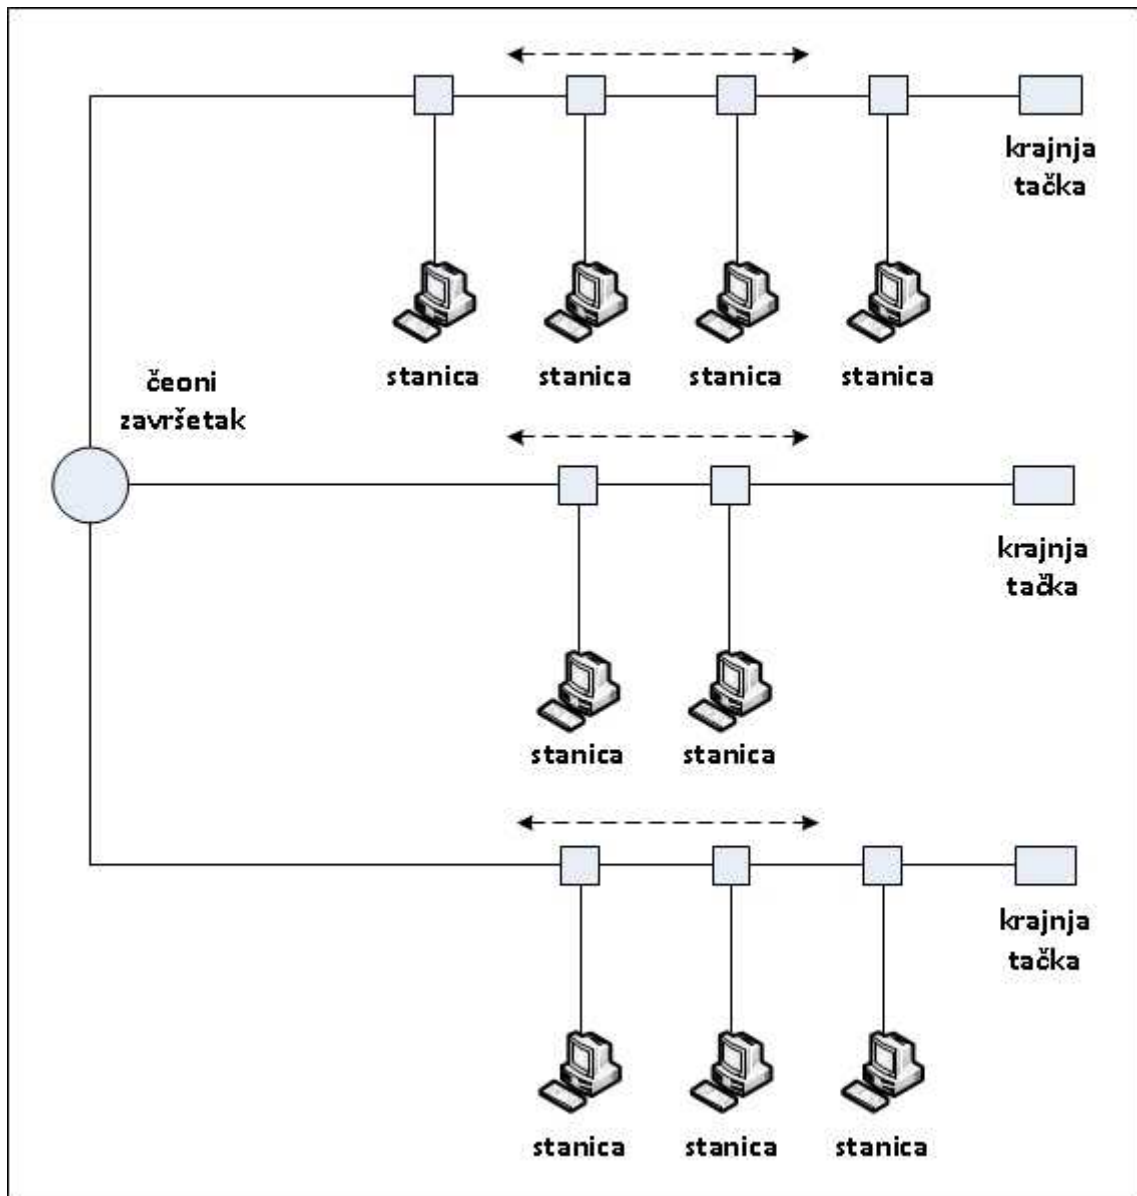 krajnja
tačka
stanica stanica stanica stanica
čeoni
završetak
krajnja
tačka
stanica stanica
krajnja
tačka
stanica stanica stanica